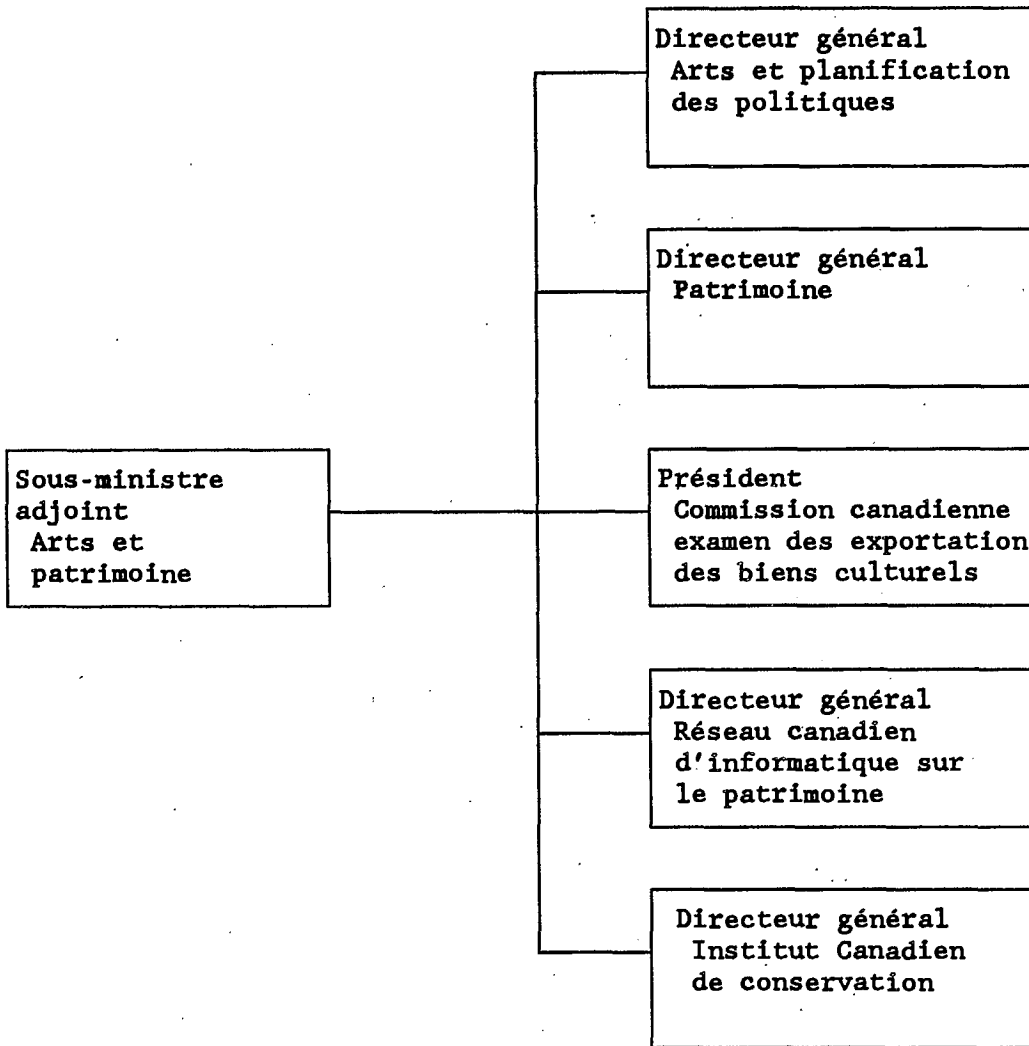 Directeur général
Arts et planification
des politiques
Directeur général
Patrimoine
Sous-ministre
adjoint
Arts et
patrimoine
Président
Commission canadienne
examen des exportation
des biens culturels
Directeur général
Réseau canadien
d'informatique sur
le patrimoine
Directeur général
Institut Canadien
de conservation